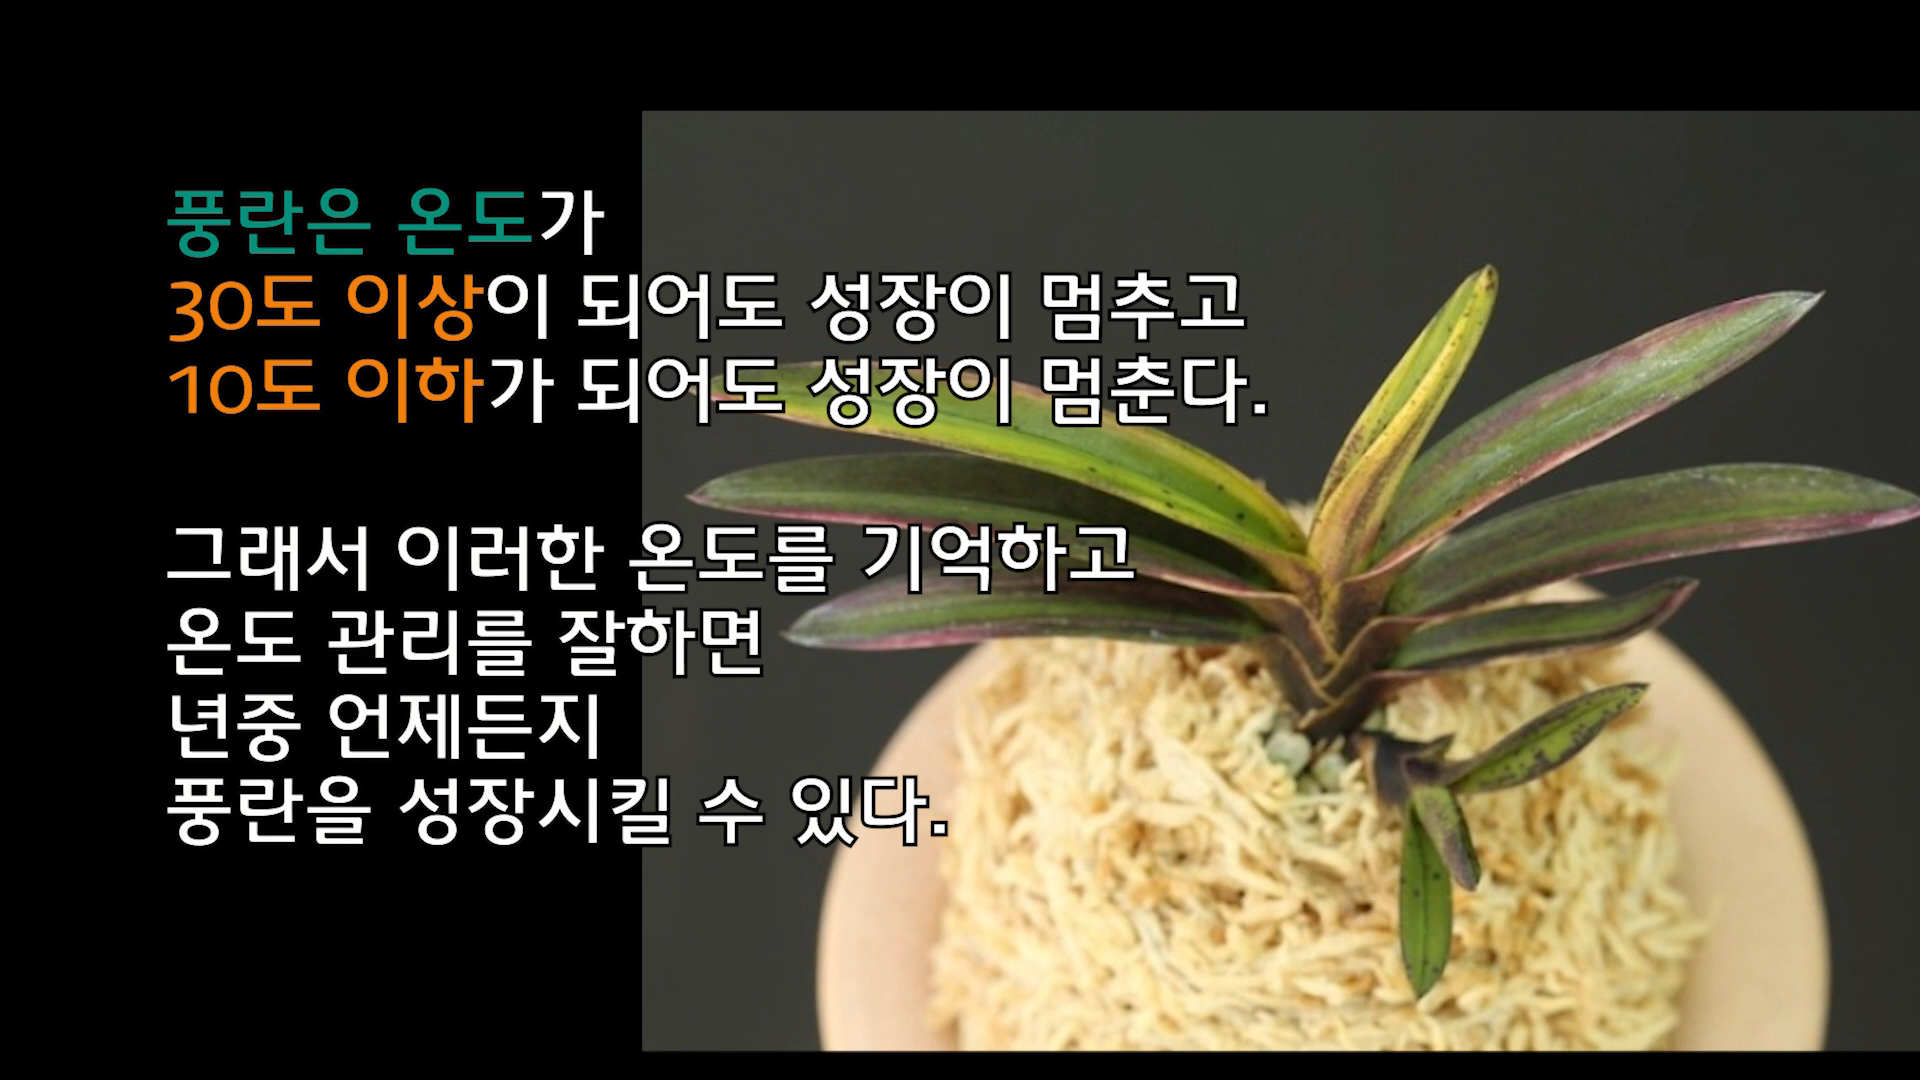 풍란은 온도가
30도 이상이 되어도 성장이 멈추고
10도 이하가 되어도 성장이 멈춘다.
그래서 이러한 온도를 기억하고
온도 관리를 잘하면
년중 언제든지
풍란을 성장시킬 수 있다.